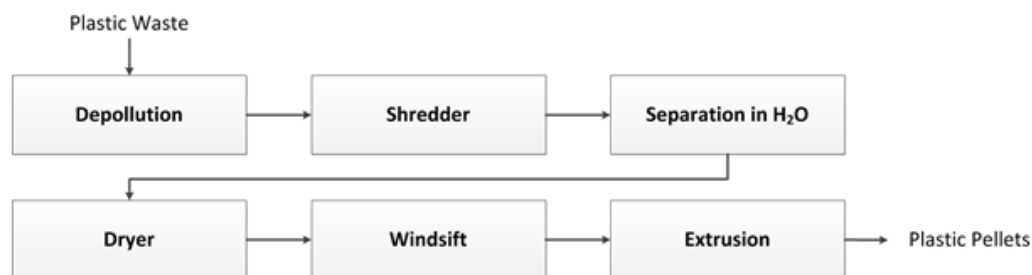 Plastic Waste
Depollution
Shredder
Separation in H₂O
Dryer
Windsift
Extrusion
Plastic Pellets